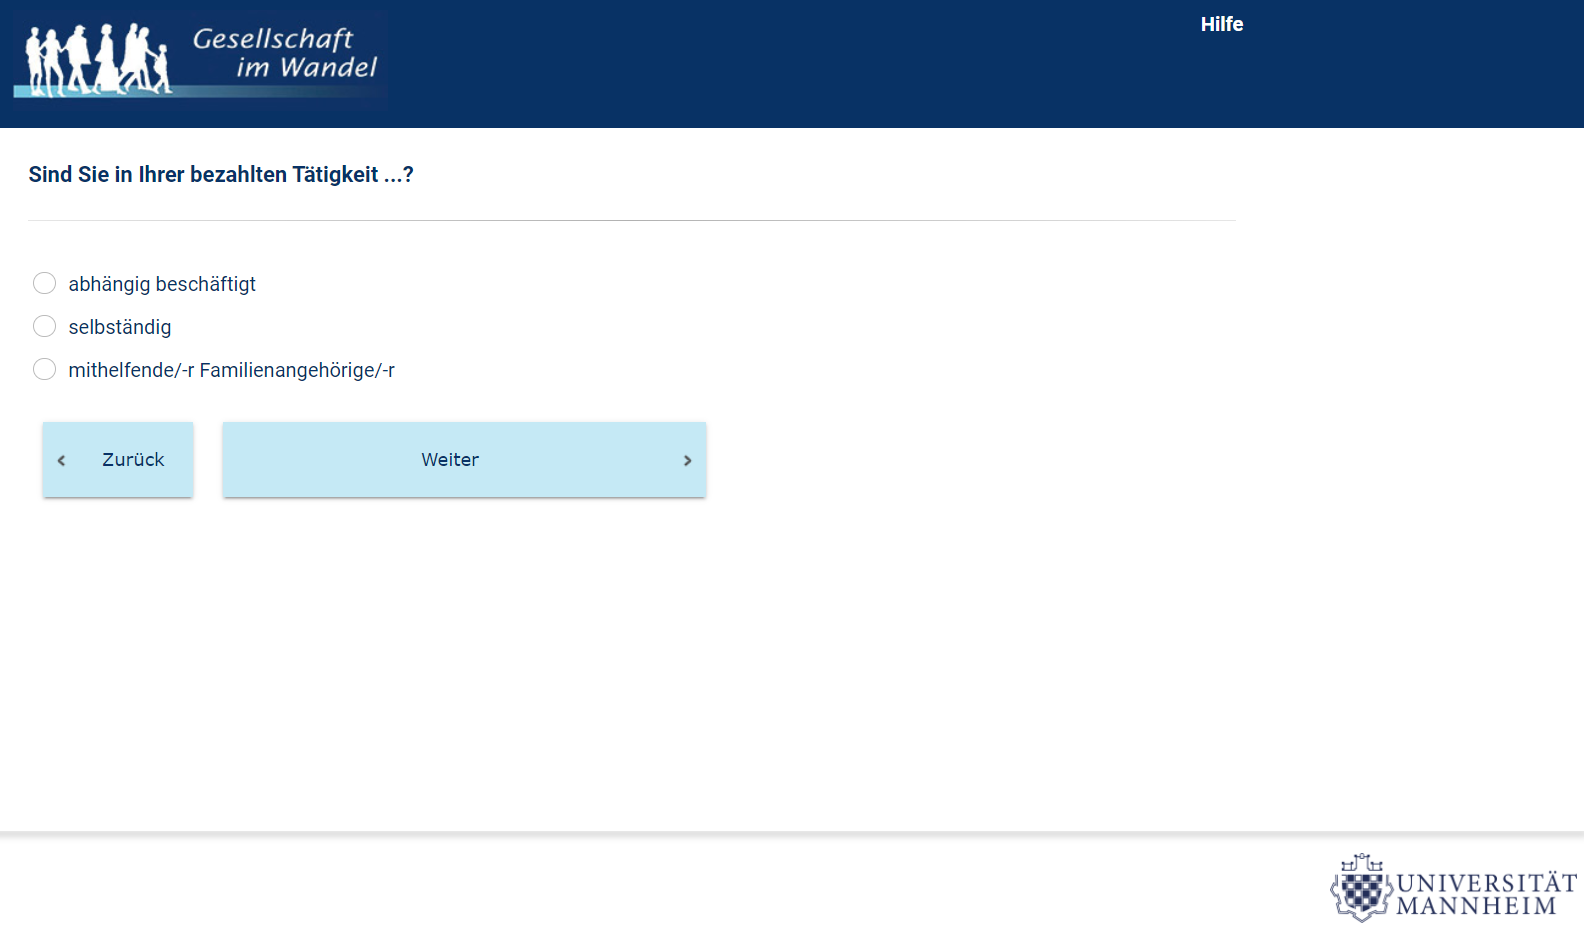 Gesellschaft
im Wandel
Hilfe
Sind Sie in Ihrer bezahlten Tätigkeit ...?
abhängig beschäftigt
selbständig
mithelfende/-r Familienangehörige/-r
Zurück
Weiter
UNIVERSITÄT
MANNHEIM